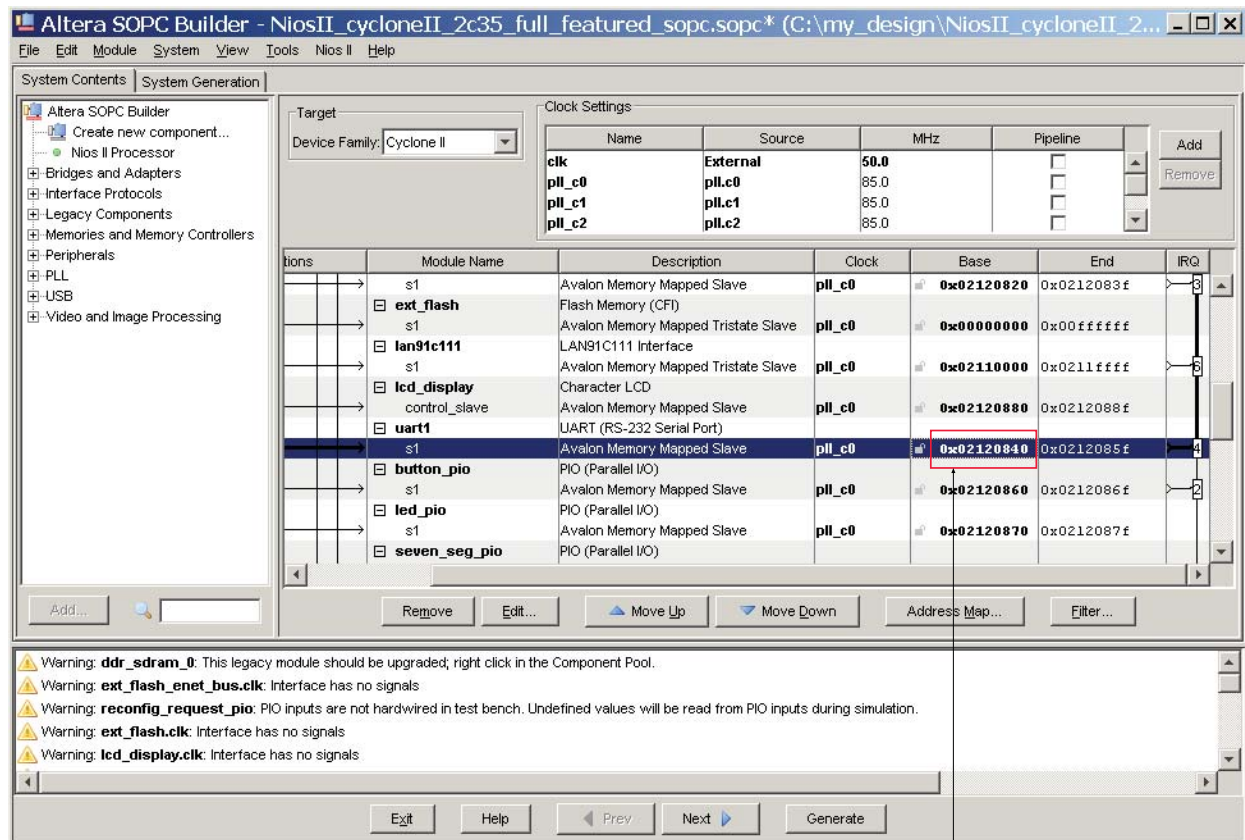 Altera SOPC Builder - NiosII_cycloneII_2c35_full_featured_sopc.sopc* (C:\my_design\NiosII_cycloneII_2...
File Edit Module System View Tools Nios II Help
System Contents System Generation
Altera SOPC Builder
Create new component...
Nios II Processor
Bridges and Adapters
Interface Protocols
Legacy Components
Memories and Memory Controllers
Peripherals
PLL
USB
Video and Image Processing
Add...
Target
Device Family: Cyclone II
Clock Settings
Name Source MHz Pipeline
clk External 50.0
pll_c0 pll.c0 85.0
pll_c1 pll.c1 85.0
pll_c2 pll.c2 85.0
Add
Remove
tions Module Name Description Clock Base End IRQ
s1 Avalon Memory Mapped Slave pll_c0 0x02120820 0x0212083f 3
ext_flash Flash Memory (CFI)
s1 Avalon Memory Mapped Tristate Slave pll_c0 0x00000000 0x00ffffff
lan91c111 LAN91C111 Interface
s1 Avalon Memory Mapped Tristate Slave pll_c0 0x02110000 0x0211ffff 6
lcd_display Character LCD
control_slave Avalon Memory Mapped Slave pll_c0 0x02120880 0x0212088f
uart1 UART (RS-232 Serial Port)
s1 Avalon Memory Mapped Slave pll_c0 0x02120840 0x0212085f 4
button_pio PIO (Parallel I/O)
s1 Avalon Memory Mapped Slave pll_c0 0x02120860 0x0212086f 2
led_pio PIO (Parallel I/O)
s1 Avalon Memory Mapped Slave pll_c0 0x02120870 0x0212087f
seven_seg_pio PIO (Parallel I/O)
Remove Edit... Move Up Move Down Address Map... Filter...
Warning: ddr_sdram_0: This legacy module should be upgraded; right click in the Component Pool.
Warning: ext_flash_enet_bus.clk: Interface has no signals
Warning: reconfig_request_pio: PIO inputs are not hardwired in test bench. Undefined values will be read from PIO inputs during simulation.
Warning: ext_flash.clk: Interface has no signals
Warning: lcd_display.clk: Interface has no signals
Exit Help Prev Next Generate